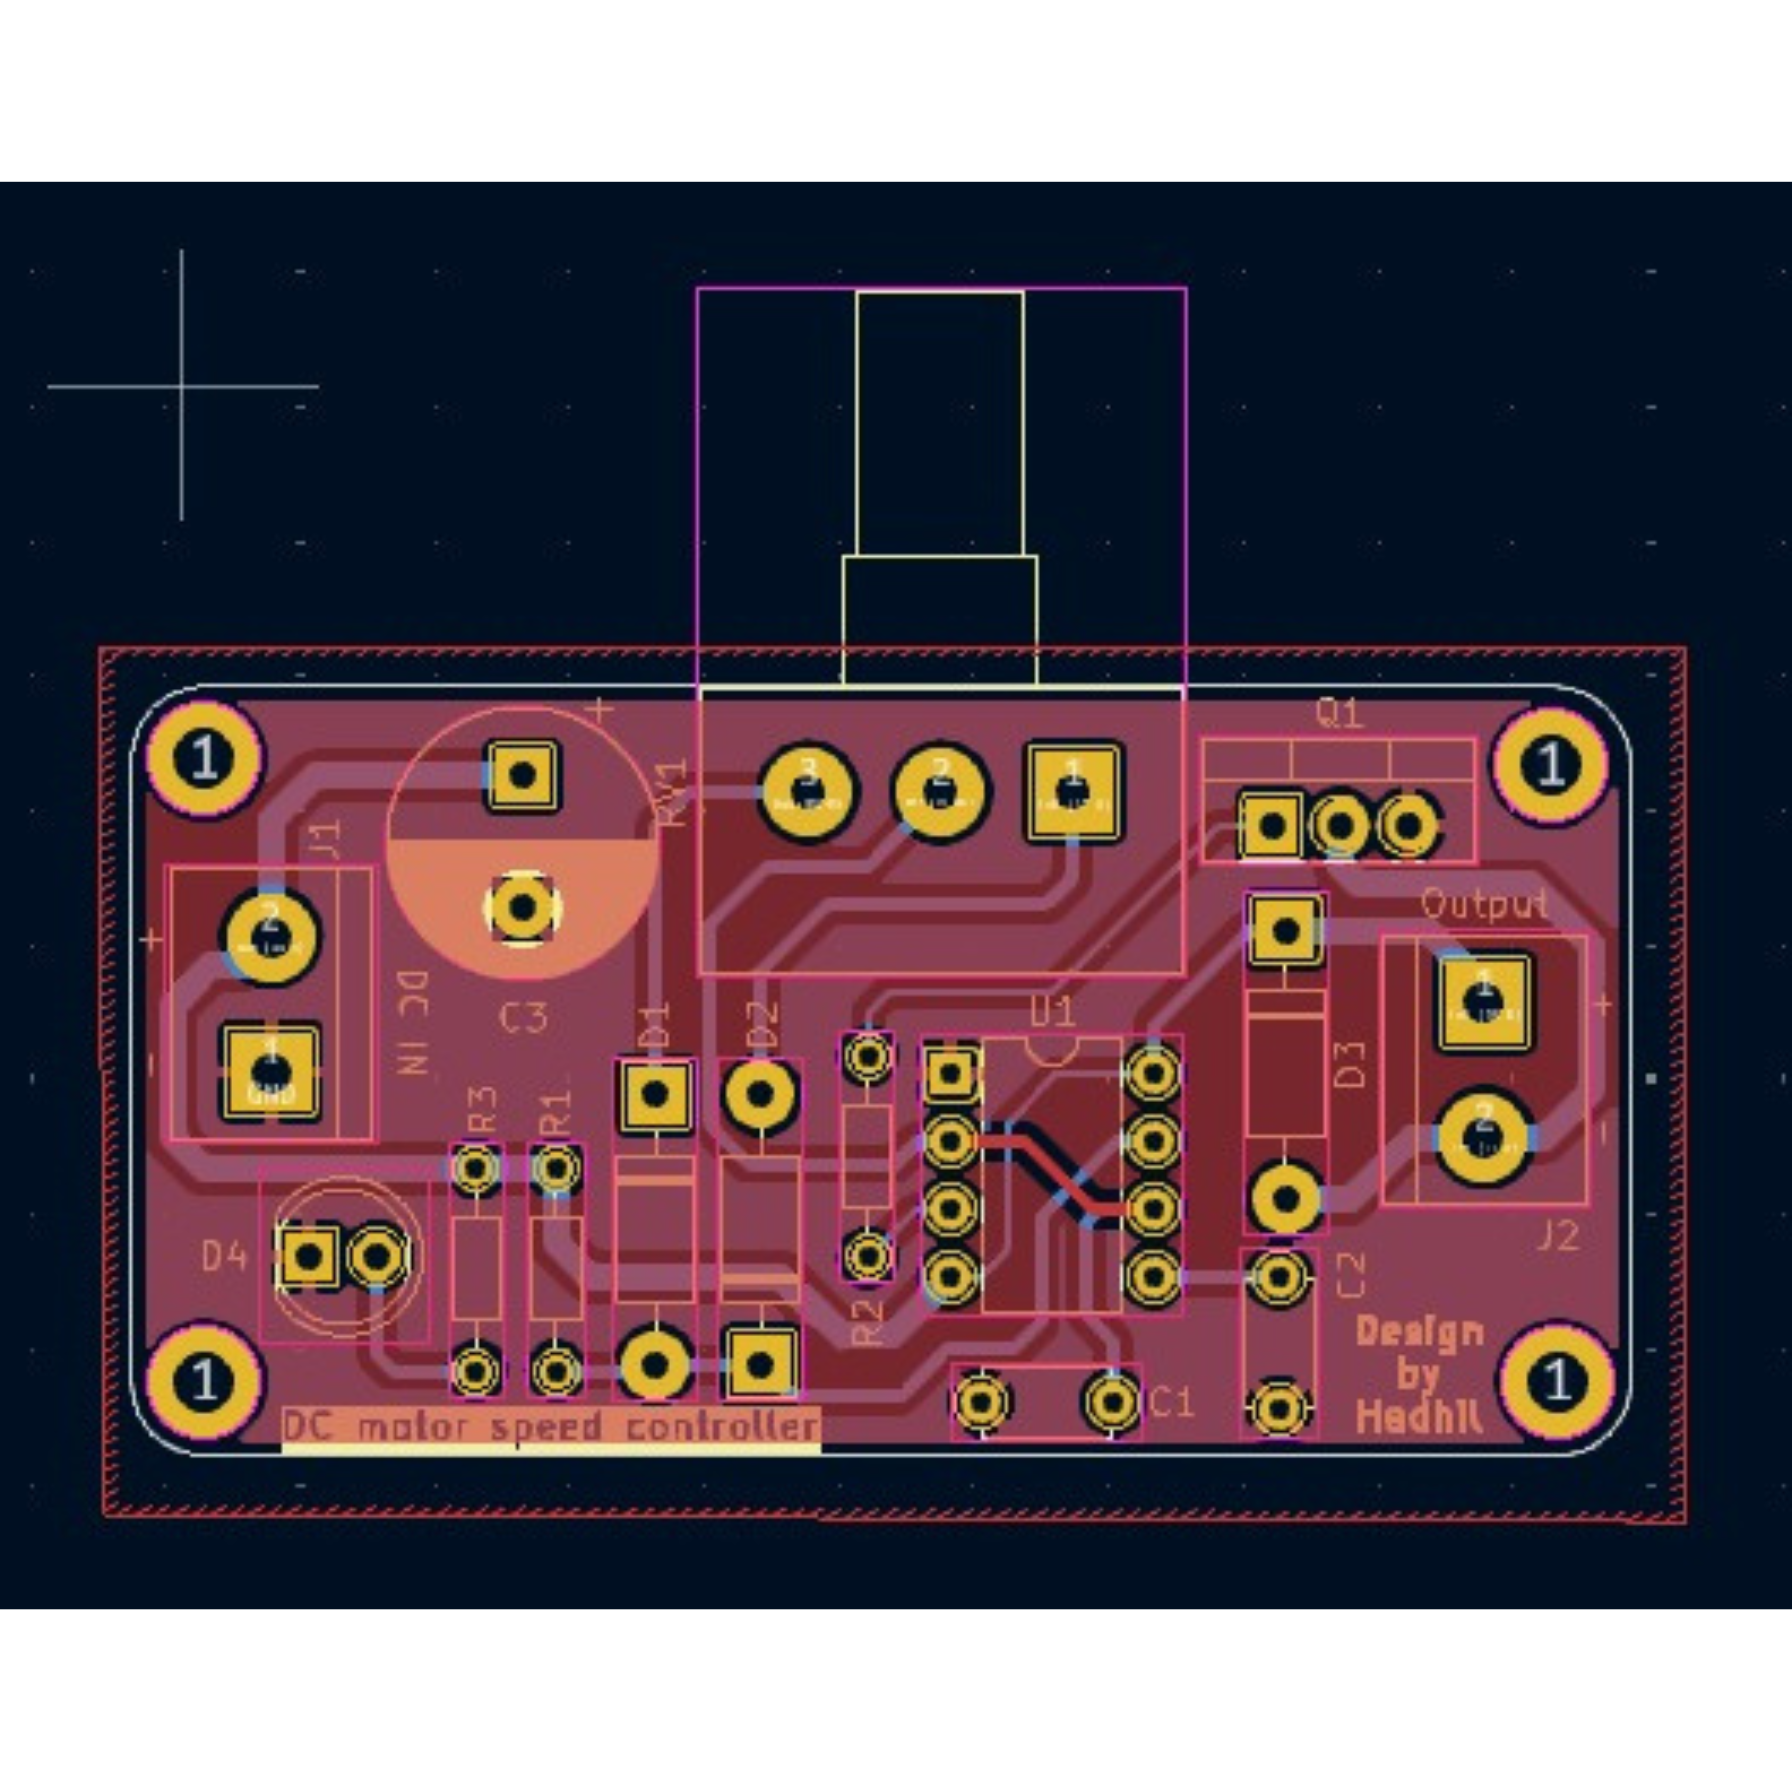 Q1
1
3
2
1
1
RV1
J1
Output
2
+
+
1
DC IN
C3
D1
D2
U1
1
GND
D3
R3
R1
2
D4
J2
C2
R2
Design
by
Hadhil
1
1
C1
DC motor speed controller